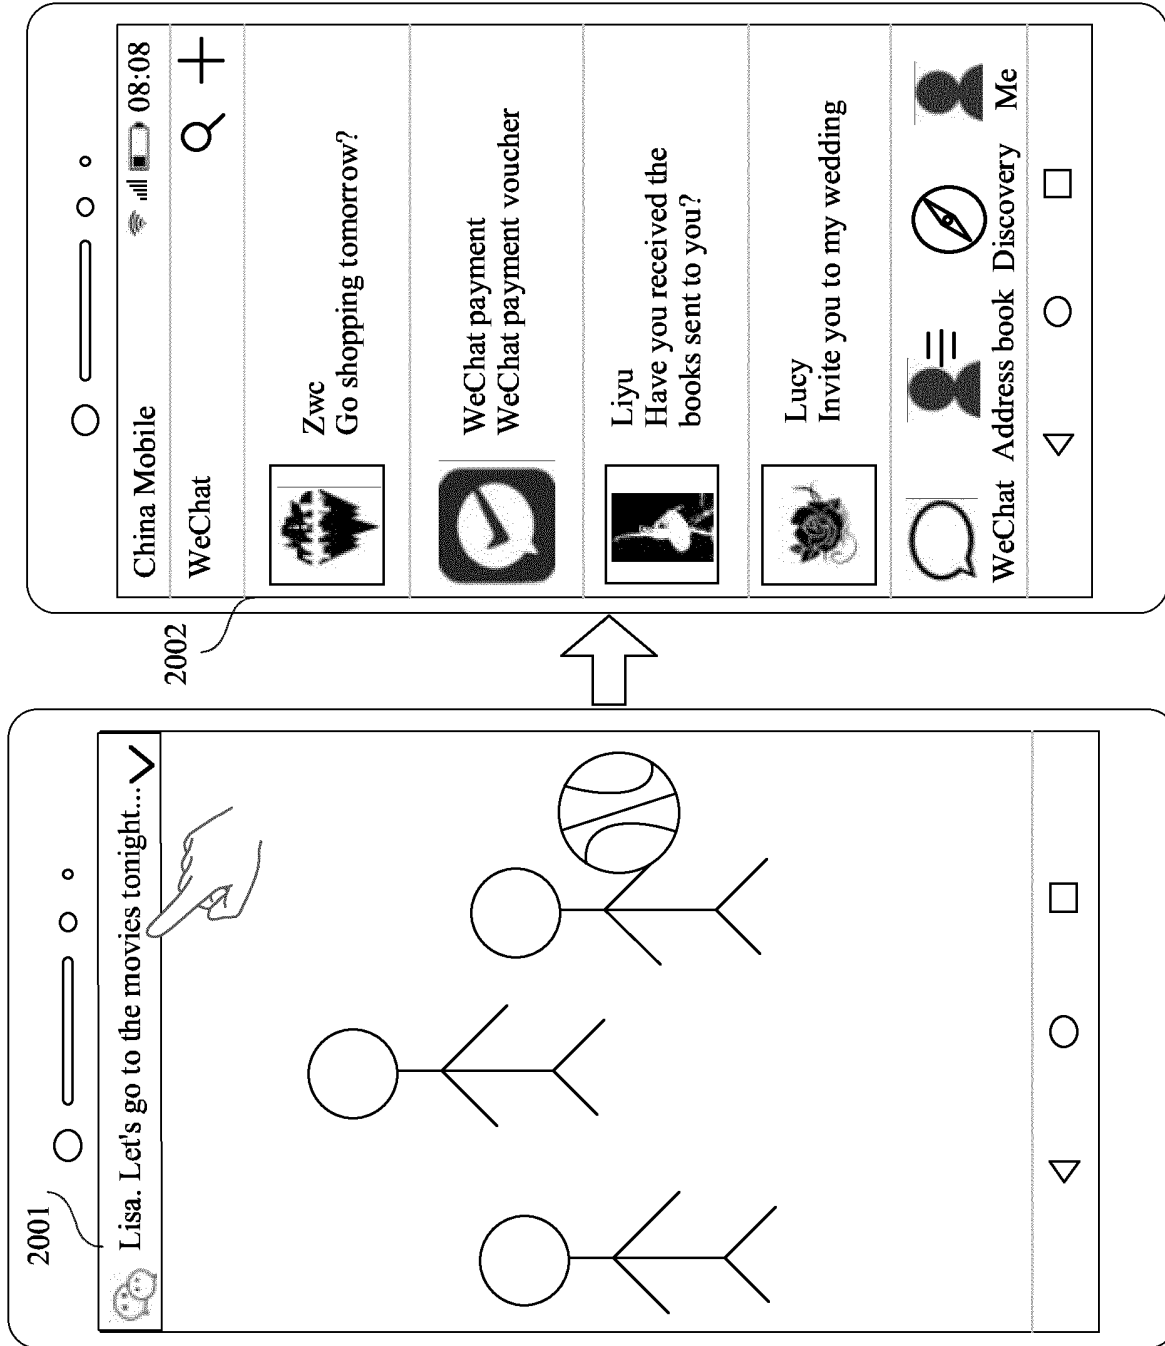 2001
Lisa. Let's go to the movies tonight...
2002
China Mobile 08:08
WeChat
Zwc
Go shopping tomorrow?
WeChat payment
WeChat payment voucher
Liyu
Have you received the
books sent to you?
Lucy
Invite you to my wedding
WeChat Address book Discovery Me